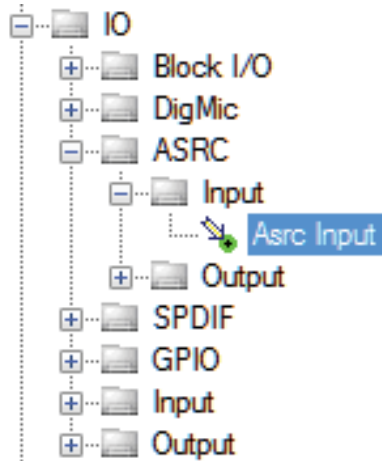 IO
Block I/O
DigMic
ASRC
Input
Asrc Input
Output
SPDIF
GPIO
Input
Output